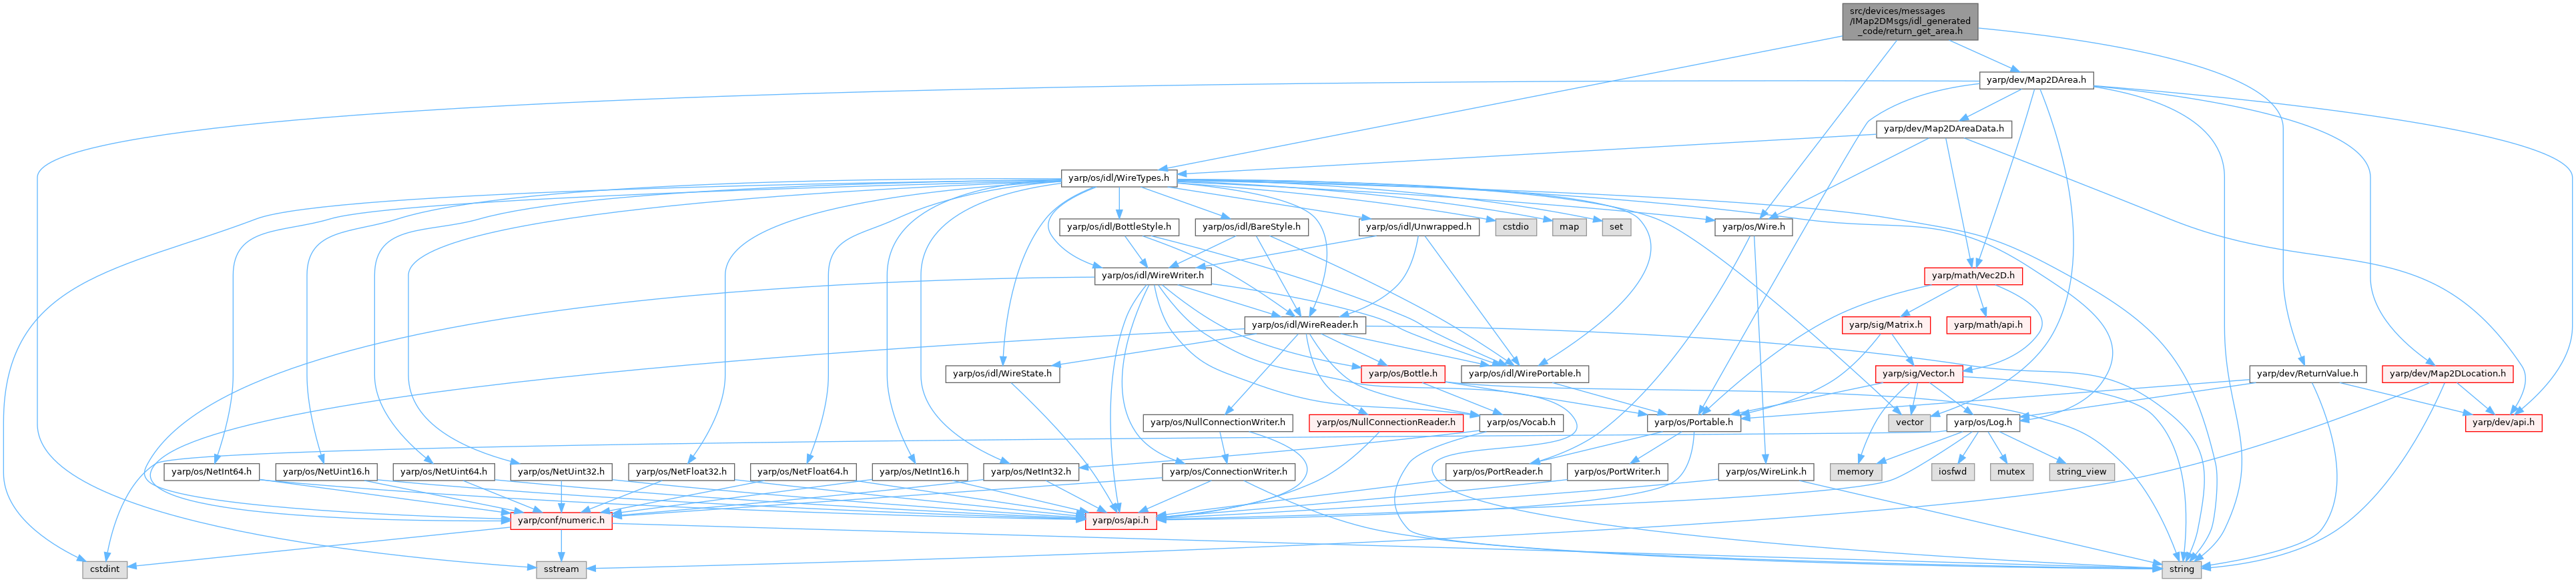 src/devices/messages
/IMap2DMsgs/idl_generated
_code/return_get_area.h
yarp/dev/Map2DArea.h
yarp/dev/Map2DAreaData.h
yarp/os/idl/WireTypes.h
yarp/os/idl/BottleStyle.h
yarp/os/idl/BareStyle.h
yarp/os/idl/Unwrapped.h
cstdio
map
set
yarp/os/Wire.h
yarp/os/idl/WireWriter.h
yarp/math/Vec2D.h
yarp/os/idl/WireReader.h
yarp/sig/Matrix.h
yarp/math/api.h
yarp/os/idl/WireState.h
yarp/os/Bottle.h
yarp/os/idl/WirePortable.h
yarp/sig/Vector.h
yarp/dev/Map2DLocation.h
yarp/dev/ReturnValue.h
yarp/os/NullConnectionWriter.h
yarp/os/NullConnectionReader.h
yarp/os/Vocab.h
yarp/os/Portable.h
vector
yarp/os/Log.h
yarp/dev/api.h
yarp/os/NetInt64.h
yarp/os/NetUint16.h
yarp/os/NetUint64.h
yarp/os/NetUint32.h
yarp/os/NetFloat32.h
yarp/os/NetFloat64.h
yarp/os/NetInt16.h
yarp/os/NetInt32.h
yarp/os/ConnectionWriter.h
yarp/os/PortReader.h
yarp/os/PortWriter.h
yarp/os/WireLink.h
memory
iosfwd
mutex
string_view
yarp/conf/numeric.h
yarp/os/api.h
cstdint
sstream
string